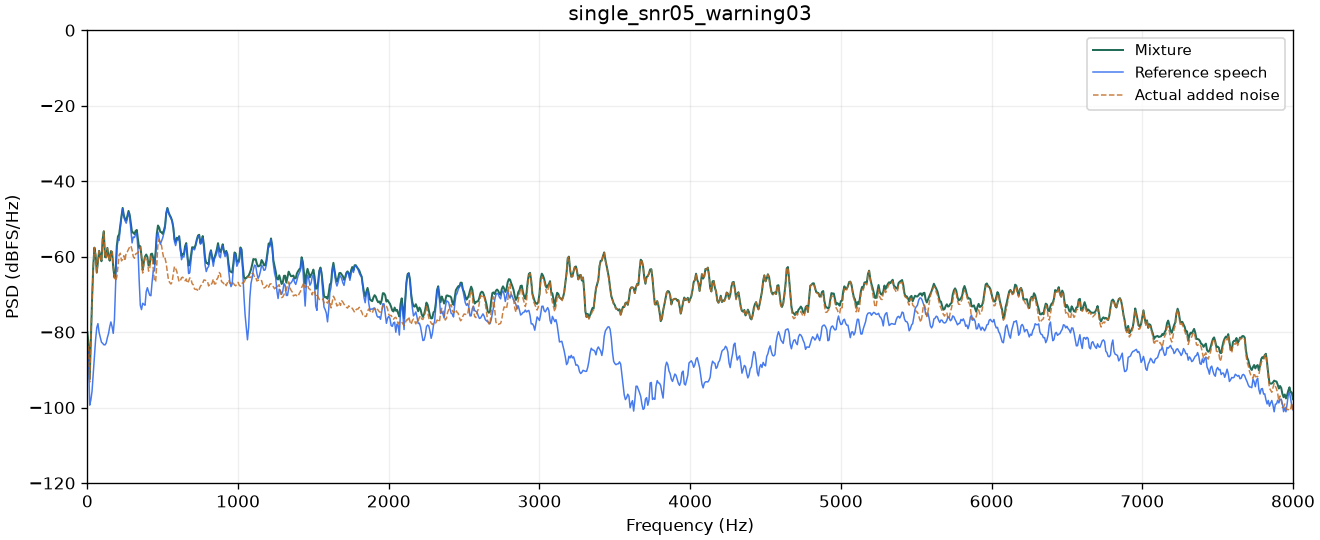 single_snr05_warning03
Mixture
Reference speech
Actual added noise
PSD (dBFS/Hz)
0
−20
−40
−60
−80
−100
−120
0 1000 2000 3000 4000 5000 6000 7000 8000
Frequency (Hz)